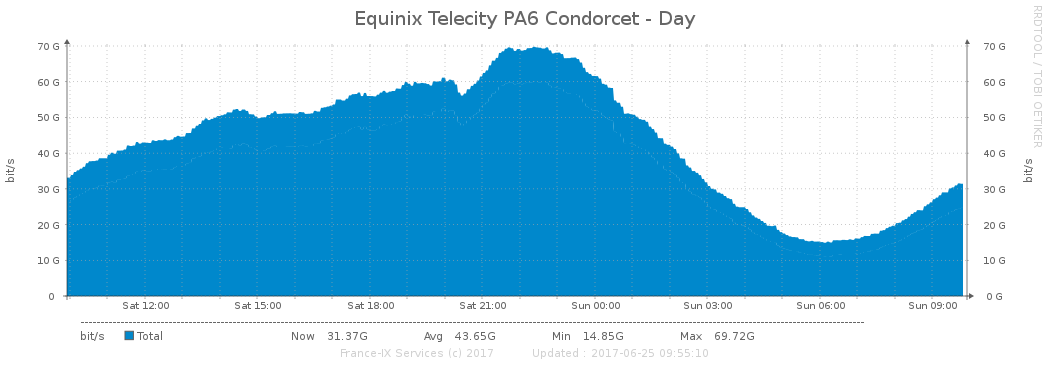 Equinix Telecity PA6 Condorcet - Day
RRDTOOL / TOBI OETIKER
70 G 70 G
60 G 60 G
50 G 50 G
40 G 40 G
bit/s bit/s
30 G 30 G
20 G 20 G
10 G 10 G
0 0 G
Sat 12:00 Sat 15:00 Sat 18:00 Sat 21:00 Sun 00:00 Sun 03:00 Sun 06:00 Sun 09:00
bit/s Total Now 31.37G Avg 43.65G Min 14.85G Max 69.72G
France-IX Services (c) 2017 Updated : 2017-06-25 09:55:10